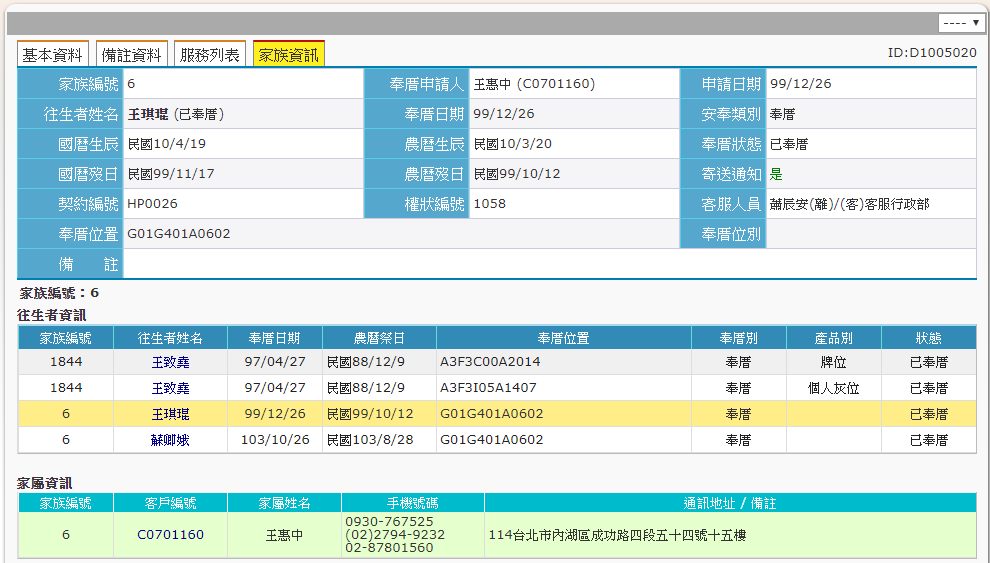 ----
基本資料 備註資料 服務列表 家族資訊 ID:D1005020
家族編號 6 奉厝申請人 王惠中 (C0701160) 申請日期 99/12/26
往生者姓名 王琪琨 (已奉厝) 奉厝日期 99/12/26 安奉類別 奉厝
國曆生辰 民國10/4/19 農曆生辰 民國10/3/20 奉厝狀態 已奉厝
國曆歿日 民國99/11/17 農曆歿日 民國99/10/12 寄送通知 是
契約編號 HP0026 權狀編號 1058 客服人員 蕭辰安(離)/(客)客服行政部
奉厝位置 G01G401A0602 奉厝位別
備 註
家族編號：6
往生者資訊
家族編號 往生者姓名 奉厝日期 農曆祭日 奉厝位置 奉厝別 產品別 狀態
1844 王致堯 97/04/27 民國88/12/9 A3F3C00A2014 奉厝 牌位 已奉厝
1844 王致堯 97/04/27 民國88/12/9 A3F3I05A1407 奉厝 個人灰位 已奉厝
6 王琪琨 99/12/26 民國99/10/12 G01G401A0602 奉厝 已奉厝
6 蘇卿娥 103/10/26 民國103/8/28 G01G401A0602 奉厝 已奉厝
家屬資訊
家族編號 客戶編號 家屬姓名 手機號碼 通訊地址 / 備註
6 C0701160 王惠中 0930-767525
(02)2794-9232
02-87801560
114台北市內湖區成功路四段五十四號十五樓